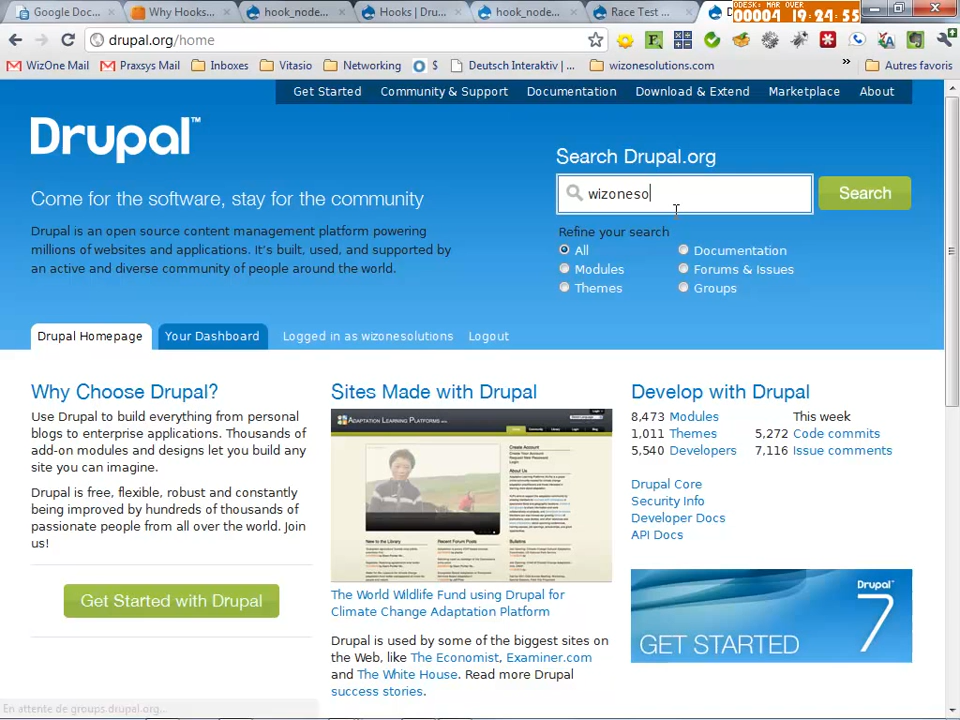 Google Doc...
Why Hooks...
hook_node...
Hooks | Dru...
hook_node...
Race Test ...
ODESK: MAR OVER
00004 19:24:55
drupal.org/home
WizOne Mail
Praxsys Mail
Inboxes
Vitasio
Networking
$
Deutsch Interaktiv |...
wizonesolutions.com
»
Autres favoris
Get Started
Community & Support
Documentation
Download & Extend
Marketplace
About
Drupal™
Come for the software, stay for the community
Drupal is an open source content management platform powering
millions of websites and applications. It's built, used, and supported by
an active and diverse community of people around the world.
Search Drupal.org
wizoneso
Search
Refine your search
All
Documentation
Modules
Forums & Issues
Themes
Groups
Drupal Homepage
Your Dashboard
Logged in as wizonesolutions
Logout
Why Choose Drupal?
Use Drupal to build everything from personal
blogs to enterprise applications. Thousands of
add-on modules and designs let you build any
site you can imagine.
Drupal is free, flexible, robust and constantly
being improved by hundreds of thousands of
passionate people from all over the world. Join
us!
Get Started with Drupal
Sites Made with Drupal
ADAPTATION LEARNING PLATFORMS
The World Wildlife Fund using Drupal for
Climate Change Adaptation Platform
Drupal is used by some of the biggest sites on
the Web, like The Economist, Examiner.com
and The White House. Read more Drupal
success stories.
Develop with Drupal
8,473 Modules
This week
1,011 Themes
5,272 Code commits
5,540 Developers
7,116 Issue comments
Drupal Core
Security Info
Developer Docs
API Docs
Drupal™
7
GET STARTED
En attente de groups.drupal.org...